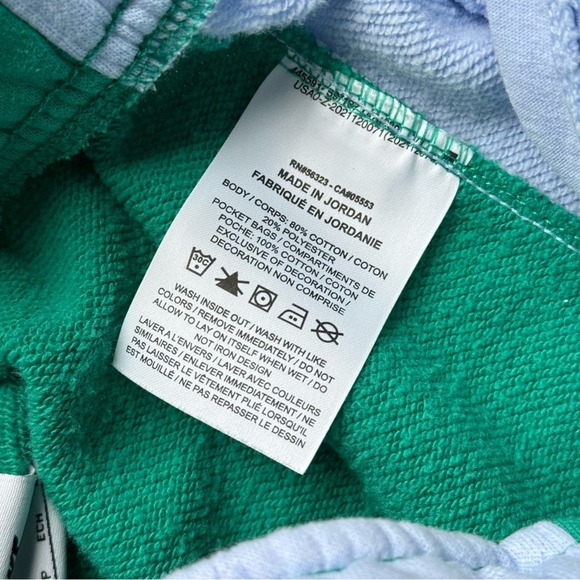 RN#56323 - CA#05553
MADE IN JORDAN
FABRIQUÉ EN JORDANIE
BODY / CORPS: 80% COTTON / COTON
20% POLYESTER
POCKET BAGS / COMPARTIMENTS DE
POCHE: 100% COTTON / COTON
EXCLUSIVE OF DECORATION /
DECORATION NON COMPRISE
30C
WASH INSIDE OUT / WASH WITH LIKE
COLORS / REMOVE IMMEDIATELY / DO NOT
ALLOW TO LAY ON ITSELF WHEN WET / DO
NOT IRON DESIGN
LAVER A L'ENVERS / LAVER AVEC COULEURS
SIMILAIRES / ENLEVER IMMEDIATEMENT / NE
PAS LAISSER LE VÊTEMENT PLIÉ LORSQU'IL
EST MOUILLÉ / NE PAS REPASSER LE DESSIN
ECH